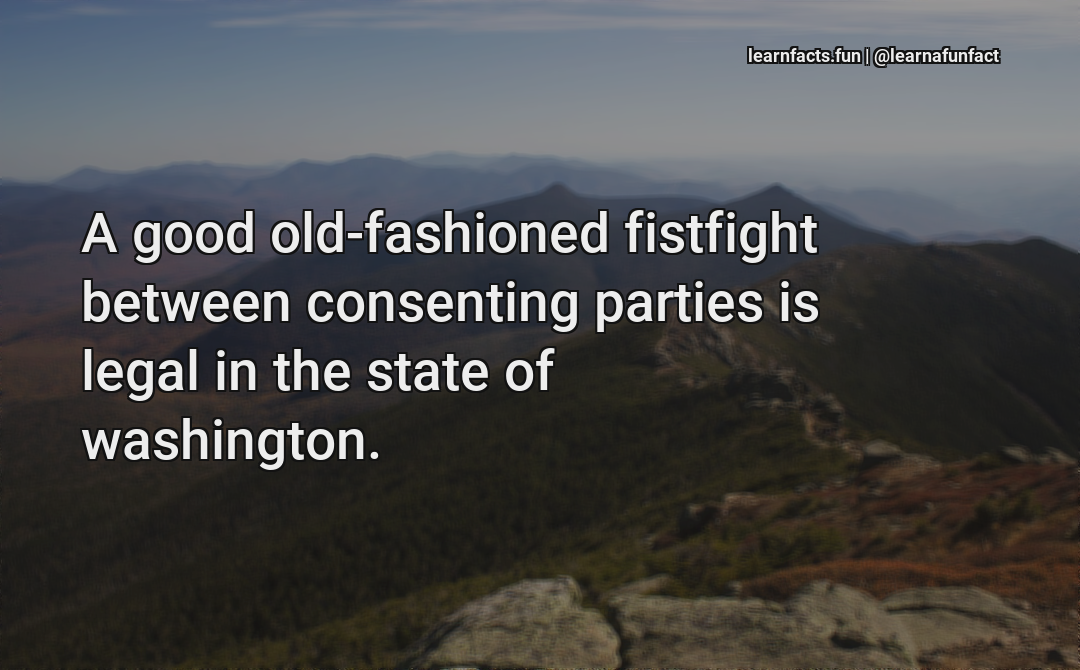 learnfacts.fun | @learnafunfact
A good old-fashioned fistfight
between consenting parties is
legal in the state of
washington.